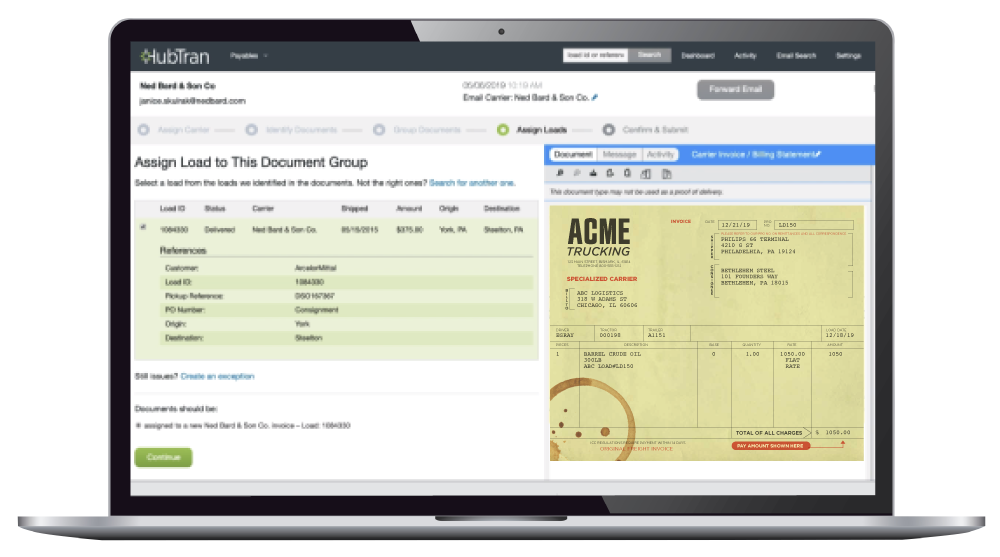 HubTran
Payables
load id or referenc
Search
Dashboard
Activity
Email Search
Settings
Ned Bard & Son Co
janice.skulnsk@nedbard.com
10:19 AM
Email Carrier: Ned Bard & Son Co.
Forward Email
Assign Carrier
Identify Documents
Group Documents
Assign Loads
Confirm & Submit
Assign Load to This Document Group
Select a load from the loads we identified in the documents. Not the right ones? Search for another one.
Load ID Status Carrier Shipped Amount Origin Destination
1084330 Delivered Ned Bard & Son Co. 05/15/2015 $375.00 York, PA Steelton, PA
References
Customer: ArcelorMittal
Load ID: 1084330
Pickup Reference: DSO167367
PO Number: Consignment
Origin: York
Destination: Steelton
Still issues? Create an exception
Documents should be:
assigned to a new Ned Bard & Son Co. invoice – Load: 1084330
Continue
Document
Message
Activity
Carrier Invoice / Billing Statement
This document type may not be used as a proof of delivery.
ACME
TRUCKING
SPECIALIZED CARRIER
INVOICE
DATE
12/21/19
LD150
PHILIPS 66 TERMINAL
4210 G ST
PHILADELHIA, PA 19124
BETHLEHEM STEEL
101 FOUNDERS WAY
BETHLEHEM, PA 18015
ABC LOGISTICS
318 W ADAMS ST
CHICAGO, IL 60606
DRIVER
EGRAY
TRACTOR
000198
TRAILER
A1151
LOAD DATE
12/18/19
PIECES DESCRIPTION QUANTITY RATE AMOUNT
1 BARREL CRUDE OIL 0 1.00 1050.00 1050
300LB FLAT
ABC LOAD#LD150 RATE
TOTAL OF ALL CHARGES $ 1050.00
PAY AMOUNT SHOWN HERE
ORIGINAL FREIGHT INVOICE